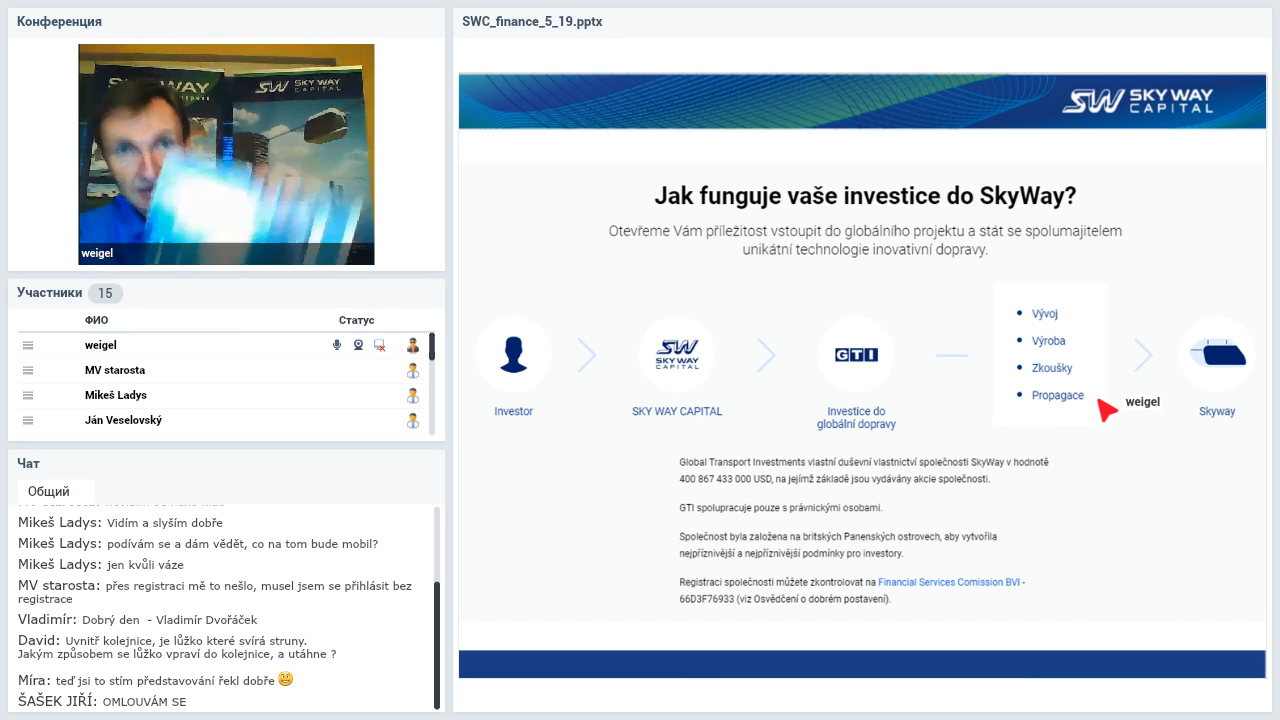 Конференция
SKY WAY
CAPITAL
weigel
Участники 15
ФИО Статус
weigel
MV starosta
Mikeš Ladys
Ján Veselovský
Чат
Общий
Mikeš Ladys: Vidím a slyším dobře
Mikeš Ladys: podívám se a dám vědět, co na tom bude mobil?
Mikeš Ladys: jen kvůli váze
MV starosta: přes registraci mě to nešlo, musel jsem se přihlásit bez
registrace
Vladimír: Dobrý den - Vladimír Dvořáček
David: Uvnitř kolejnice, je lůžko které svírá struny.
Jakým způsobem se lůžko vpraví do kolejnice, a utáhne ?
Míra: teď jsi to stím představování řekl dobře
ŠAŠEK JIŘÍ: OMLOUVÁM SE
SWC_finance_5_19.pptx
SW SKY WAY
CAPITAL
Jak funguje vaše investice do SkyWay?
Otevřeme Vám příležitost vstoupit do globálního projektu a stát se spolumajitelem
unikátní technologie inovativní dopravy.
SW
SKY WAY
CAPITAL
GTI
Vývoj
Výroba
Zkoušky
Propagace
weigel
Investor
SKY WAY CAPITAL
Investice do
globální dopravy
Skyway
Global Transport Investments vlastní duševní vlastnictví společnosti SkyWay v hodnotě
400 867 433 000 USD, na jejímž základě jsou vydávány akcie společnosti.
GTI spolupracuje pouze s právnickými osobami.
Společnost byla založena na britských Panenských ostrovech, aby vytvořila
nejpříznivější a nejpříznivější podmínky pro investory.
Registraci společnosti můžete zkontrolovat na Financial Services Comission BVI -
66D3F76933 (viz Osvědčení o dobrém postavení).